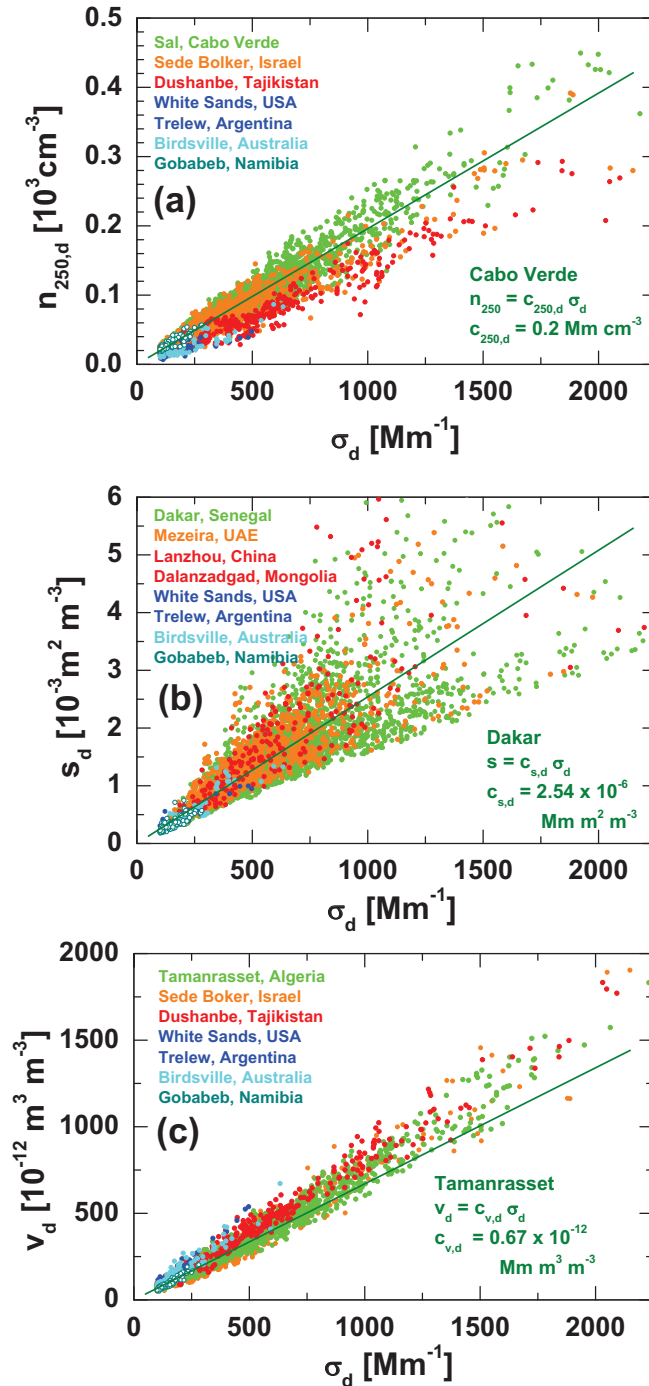 0.5
0.4
0.3
0.2
0.1
0.0
n250,d [10³cm⁻³]
Sal, Cabo Verde
Sede Bolker, Israel
Dushanbe, Tajikistan
White Sands, USA
Trelew, Argentina
Birdsville, Australia
Gobabeb, Namibia
(a)
Cabo Verde
n250 = c250,d σd
c250,d = 0.2 Mm cm⁻³
0 500 1000 1500 2000
σd [Mm⁻¹]
6
5
4
3
2
1
0
sd [10⁻³m² m⁻³]
Dakar, Senegal
Mezeira, UAE
Lanzhou, China
Dalanzadgad, Mongolia
White Sands, USA
Trelew, Argentina
Birdsville, Australia
Gobabeb, Namibia
(b)
Dakar
s = cs,d σd
cs,d = 2.54 x 10⁻⁶
Mm m² m⁻³
0 500 1000 1500 2000
σd [Mm⁻¹]
2000
1500
1000
500
0
vd [10⁻¹² m³ m⁻³]
Tamanrasset, Algeria
Sede Boker, Israel
Dushanbe, Tajikistan
White Sands, USA
Trelew, Argentina
Birdsville, Australia
Gobabeb, Namibia
(c)
Tamanrasset
vd = cv,d σd
cv,d = 0.67 x 10⁻¹²
Mm m³ m⁻³
0 500 1000 1500 2000
σd [Mm⁻¹]